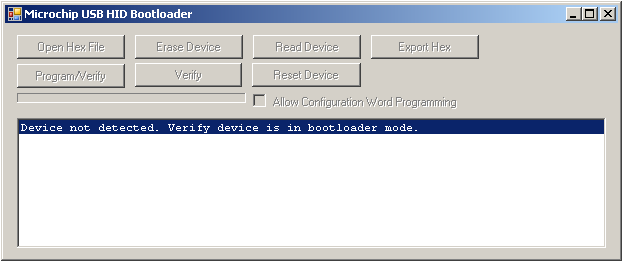 Microchip USB HID Bootloader
Open Hex File Erase Device Read Device Export Hex
Program/Verify Verify Reset Device
Allow Configuration Word Programming
Device not detected. Verify device is in bootloader mode.